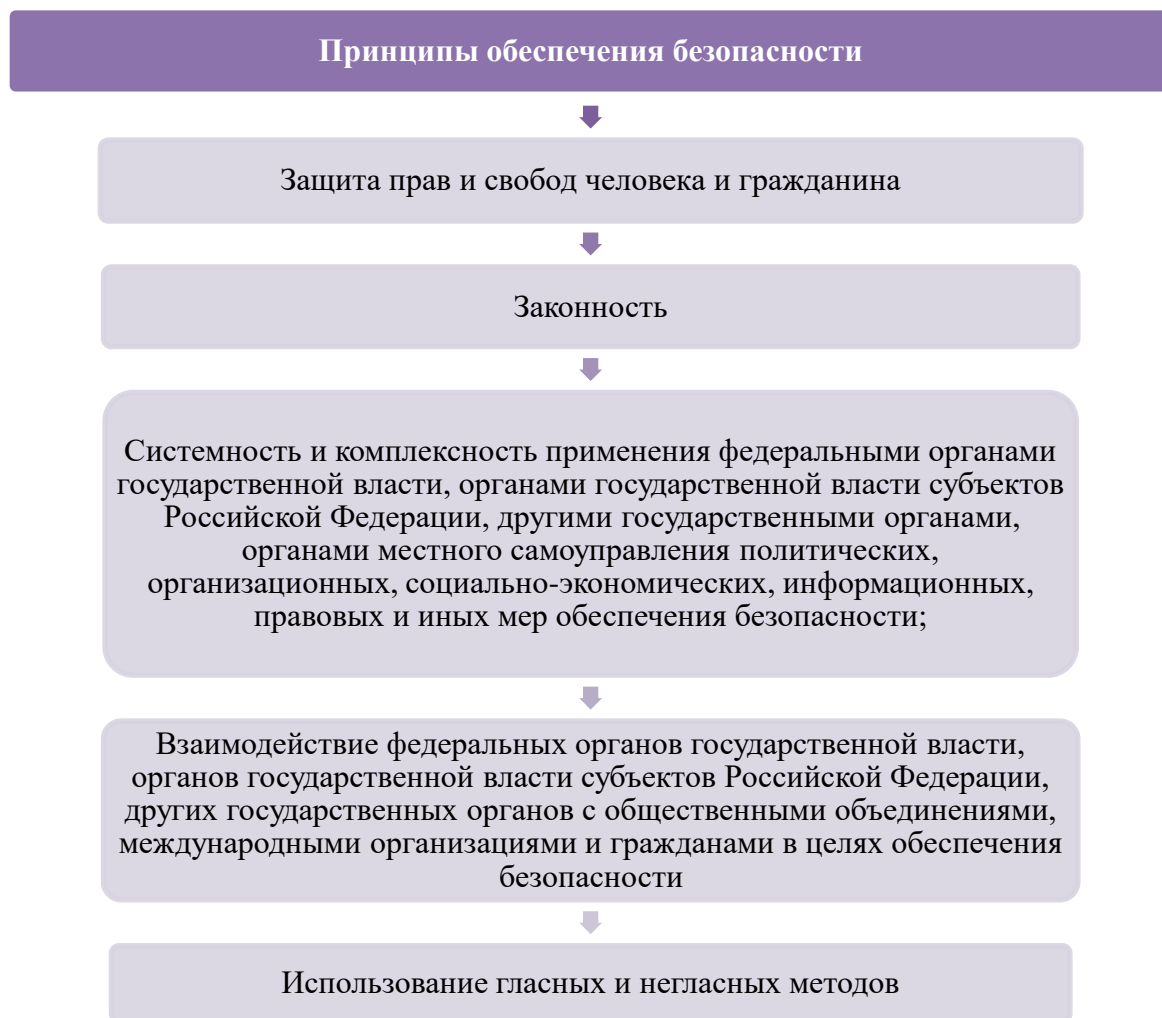 Принципы обеспечения безопасности
Защита прав и свобод человека и гражданина
Законность
Системность и комплексность применения федеральными органами
государственной власти, органами государственной власти субъектов
Российской Федерации, другими государственными органами,
органами местного самоуправления политических,
организационных, социально-экономических, информационных,
правовых и иных мер обеспечения безопасности;
Взаимодействие федеральных органов государственной власти,
органов государственной власти субъектов Российской Федерации,
других государственных органов с общественными объединениями,
международными организациями и гражданами в целях обеспечения
безопасности
Использование гласных и негласных методов